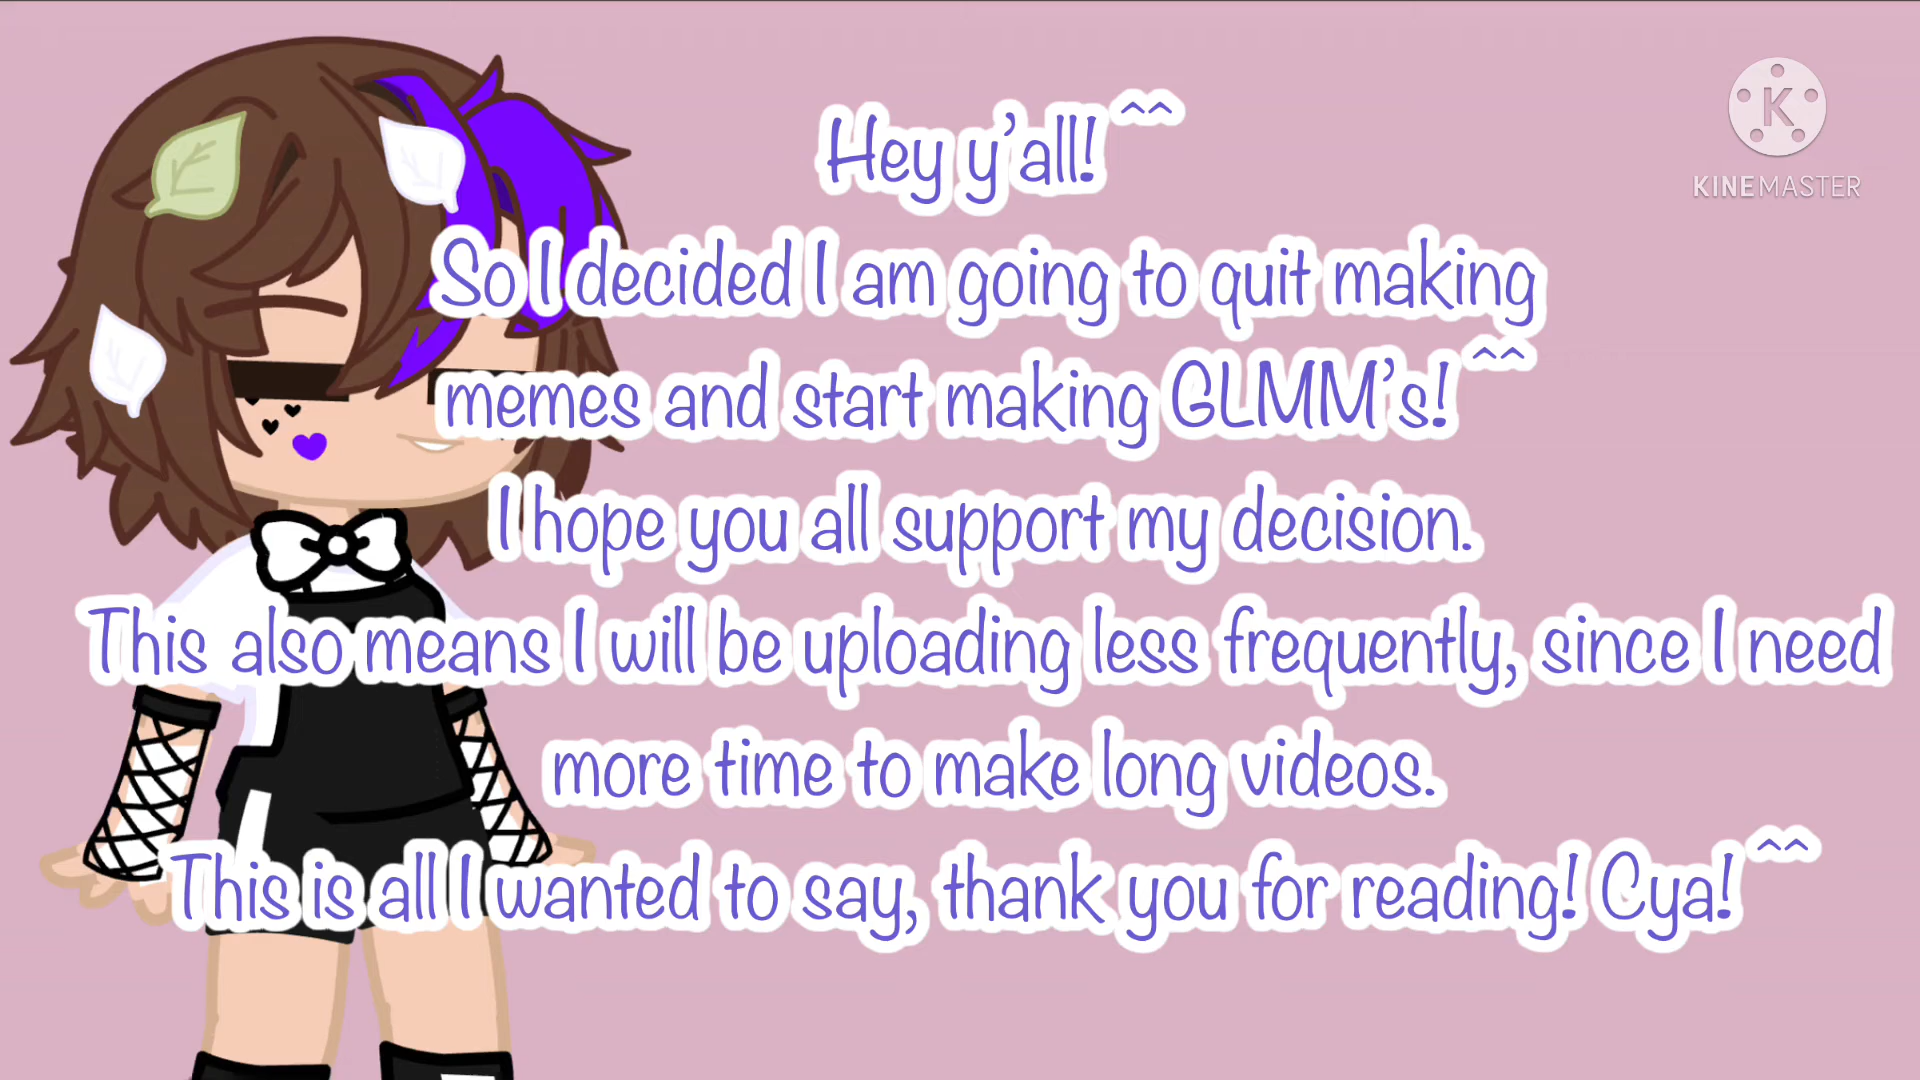 Hey y'all! ^^
So I decided I am going to quit making
memes and start making GLMM's! ^^
I hope you all support my decision.
This also means I will be uploading less frequently, since I need
more time to make long videos.
This is all I wanted to say, thank you for reading! Cya! ^^
K
KINEMASTER